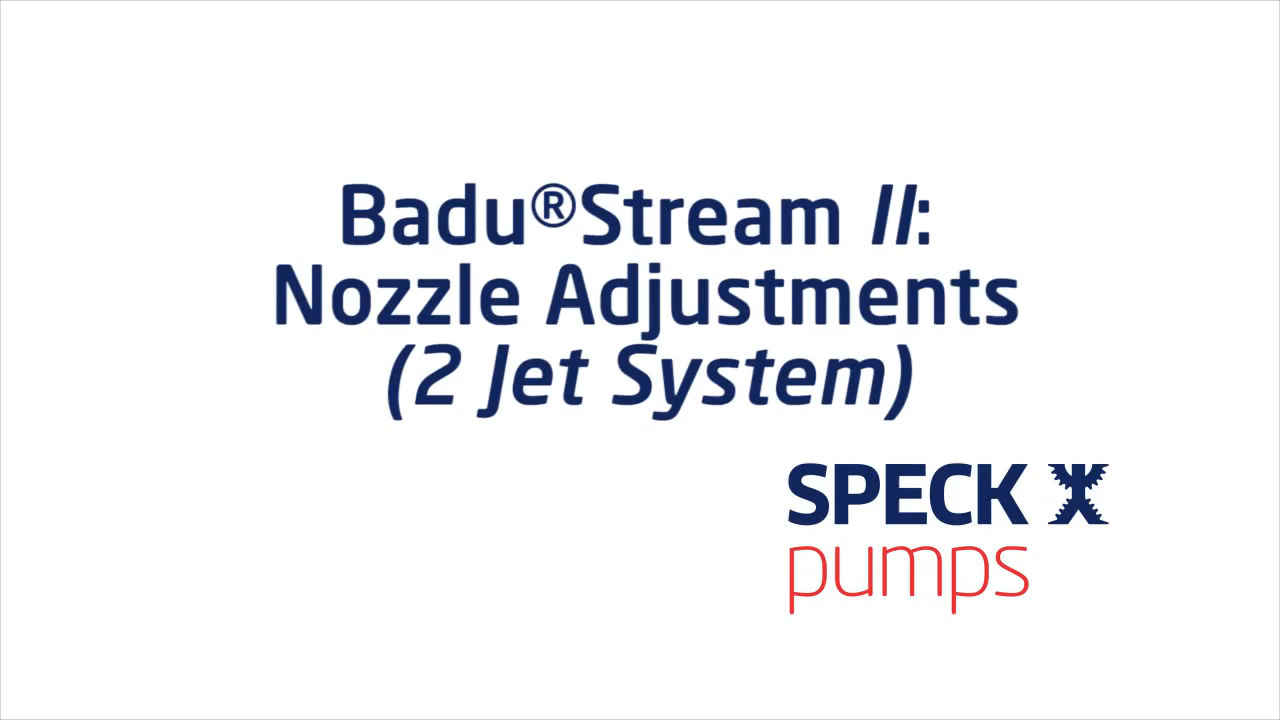 Badu®Stream II:
Nozzle Adjustments
(2 Jet System)
SPECK
pumps